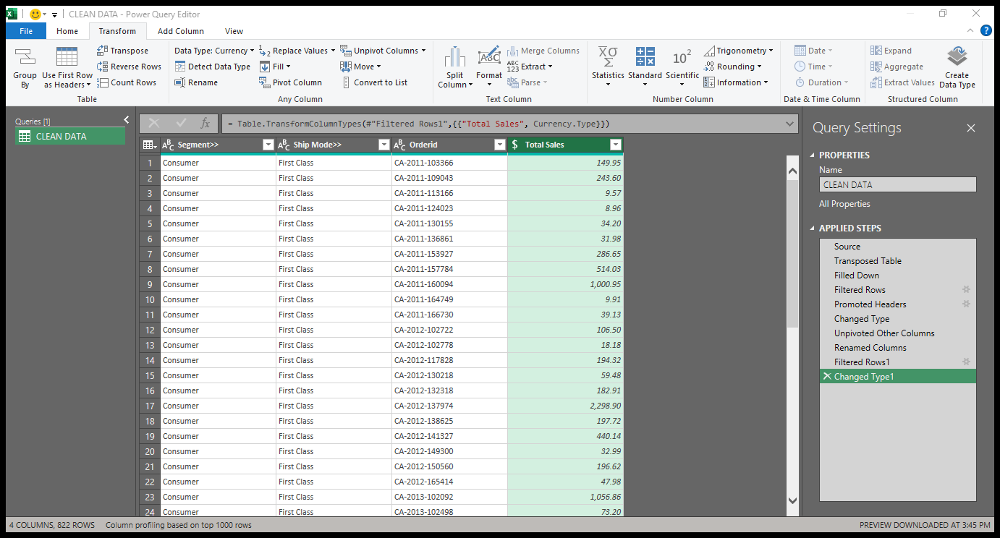 CLEAN DATA - Power Query Editor
File Home Transform Add Column View
Group By
Use First Row as Headers
Transpose
Reverse Rows
Count Rows
Table
Data Type: Currency
Detect Data Type
Rename
Replace Values
Fill
Pivot Column
Unpivot Columns
Move
Convert to List
Any Column
Split Column
Format
Merge Columns
Extract
Parse
Text Column
Statistics
Standard
Scientific
Trigonometry
Rounding
Information
Number Column
Date
Time
Duration
Date & Time Column
Expand
Aggregate
Extract Values
Create Data Type
Structured Column
Queries [1]
CLEAN DATA
= Table.TransformColumnTypes(#"Filtered Rows1",{{"Total Sales", Currency.Type}})
Segment>> Ship Mode>> Orderid $ Total Sales
1 Consumer First Class CA-2011-103366 149.95
2 Consumer First Class CA-2011-109043 243.60
3 Consumer First Class CA-2011-113166 9.57
4 Consumer First Class CA-2011-124023 8.96
5 Consumer First Class CA-2011-130155 34.20
6 Consumer First Class CA-2011-136861 31.98
7 Consumer First Class CA-2011-153927 286.65
8 Consumer First Class CA-2011-157784 514.03
9 Consumer First Class CA-2011-160094 1,000.95
10 Consumer First Class CA-2011-164749 9.91
11 Consumer First Class CA-2011-166730 39.13
12 Consumer First Class CA-2012-102722 106.50
13 Consumer First Class CA-2012-102778 18.18
14 Consumer First Class CA-2012-117828 194.32
15 Consumer First Class CA-2012-130218 59.48
16 Consumer First Class CA-2012-132318 182.91
17 Consumer First Class CA-2012-137974 2,298.90
18 Consumer First Class CA-2012-138625 197.72
19 Consumer First Class CA-2012-141327 440.14
20 Consumer First Class CA-2012-149300 32.99
21 Consumer First Class CA-2012-150560 196.62
22 Consumer First Class CA-2012-165414 47.98
23 Consumer First Class CA-2013-102092 1,056.86
24 Consumer First Class CA-2013-102498 73.20
Query Settings
PROPERTIES
Name
CLEAN DATA
All Properties
APPLIED STEPS
Source
Transposed Table
Filled Down
Filtered Rows
Promoted Headers
Changed Type
Unpivoted Other Columns
Renamed Columns
Filtered Rows1
Changed Type1
4 COLUMNS, 822 ROWS Column profiling based on top 1000 rows
PREVIEW DOWNLOADED AT 3:45 PM